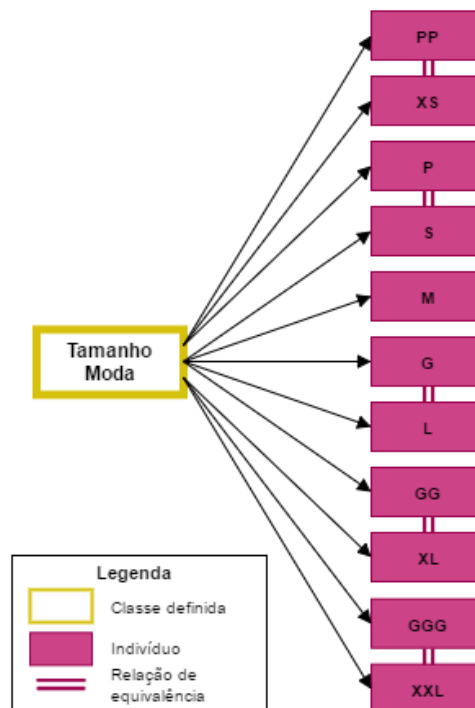 PP
XS
P
S
M
Tamanho
Moda
G
L
GG
XL
GGG
XXL
Legenda
Classe definida
Indivíduo
Relação de
equivalência